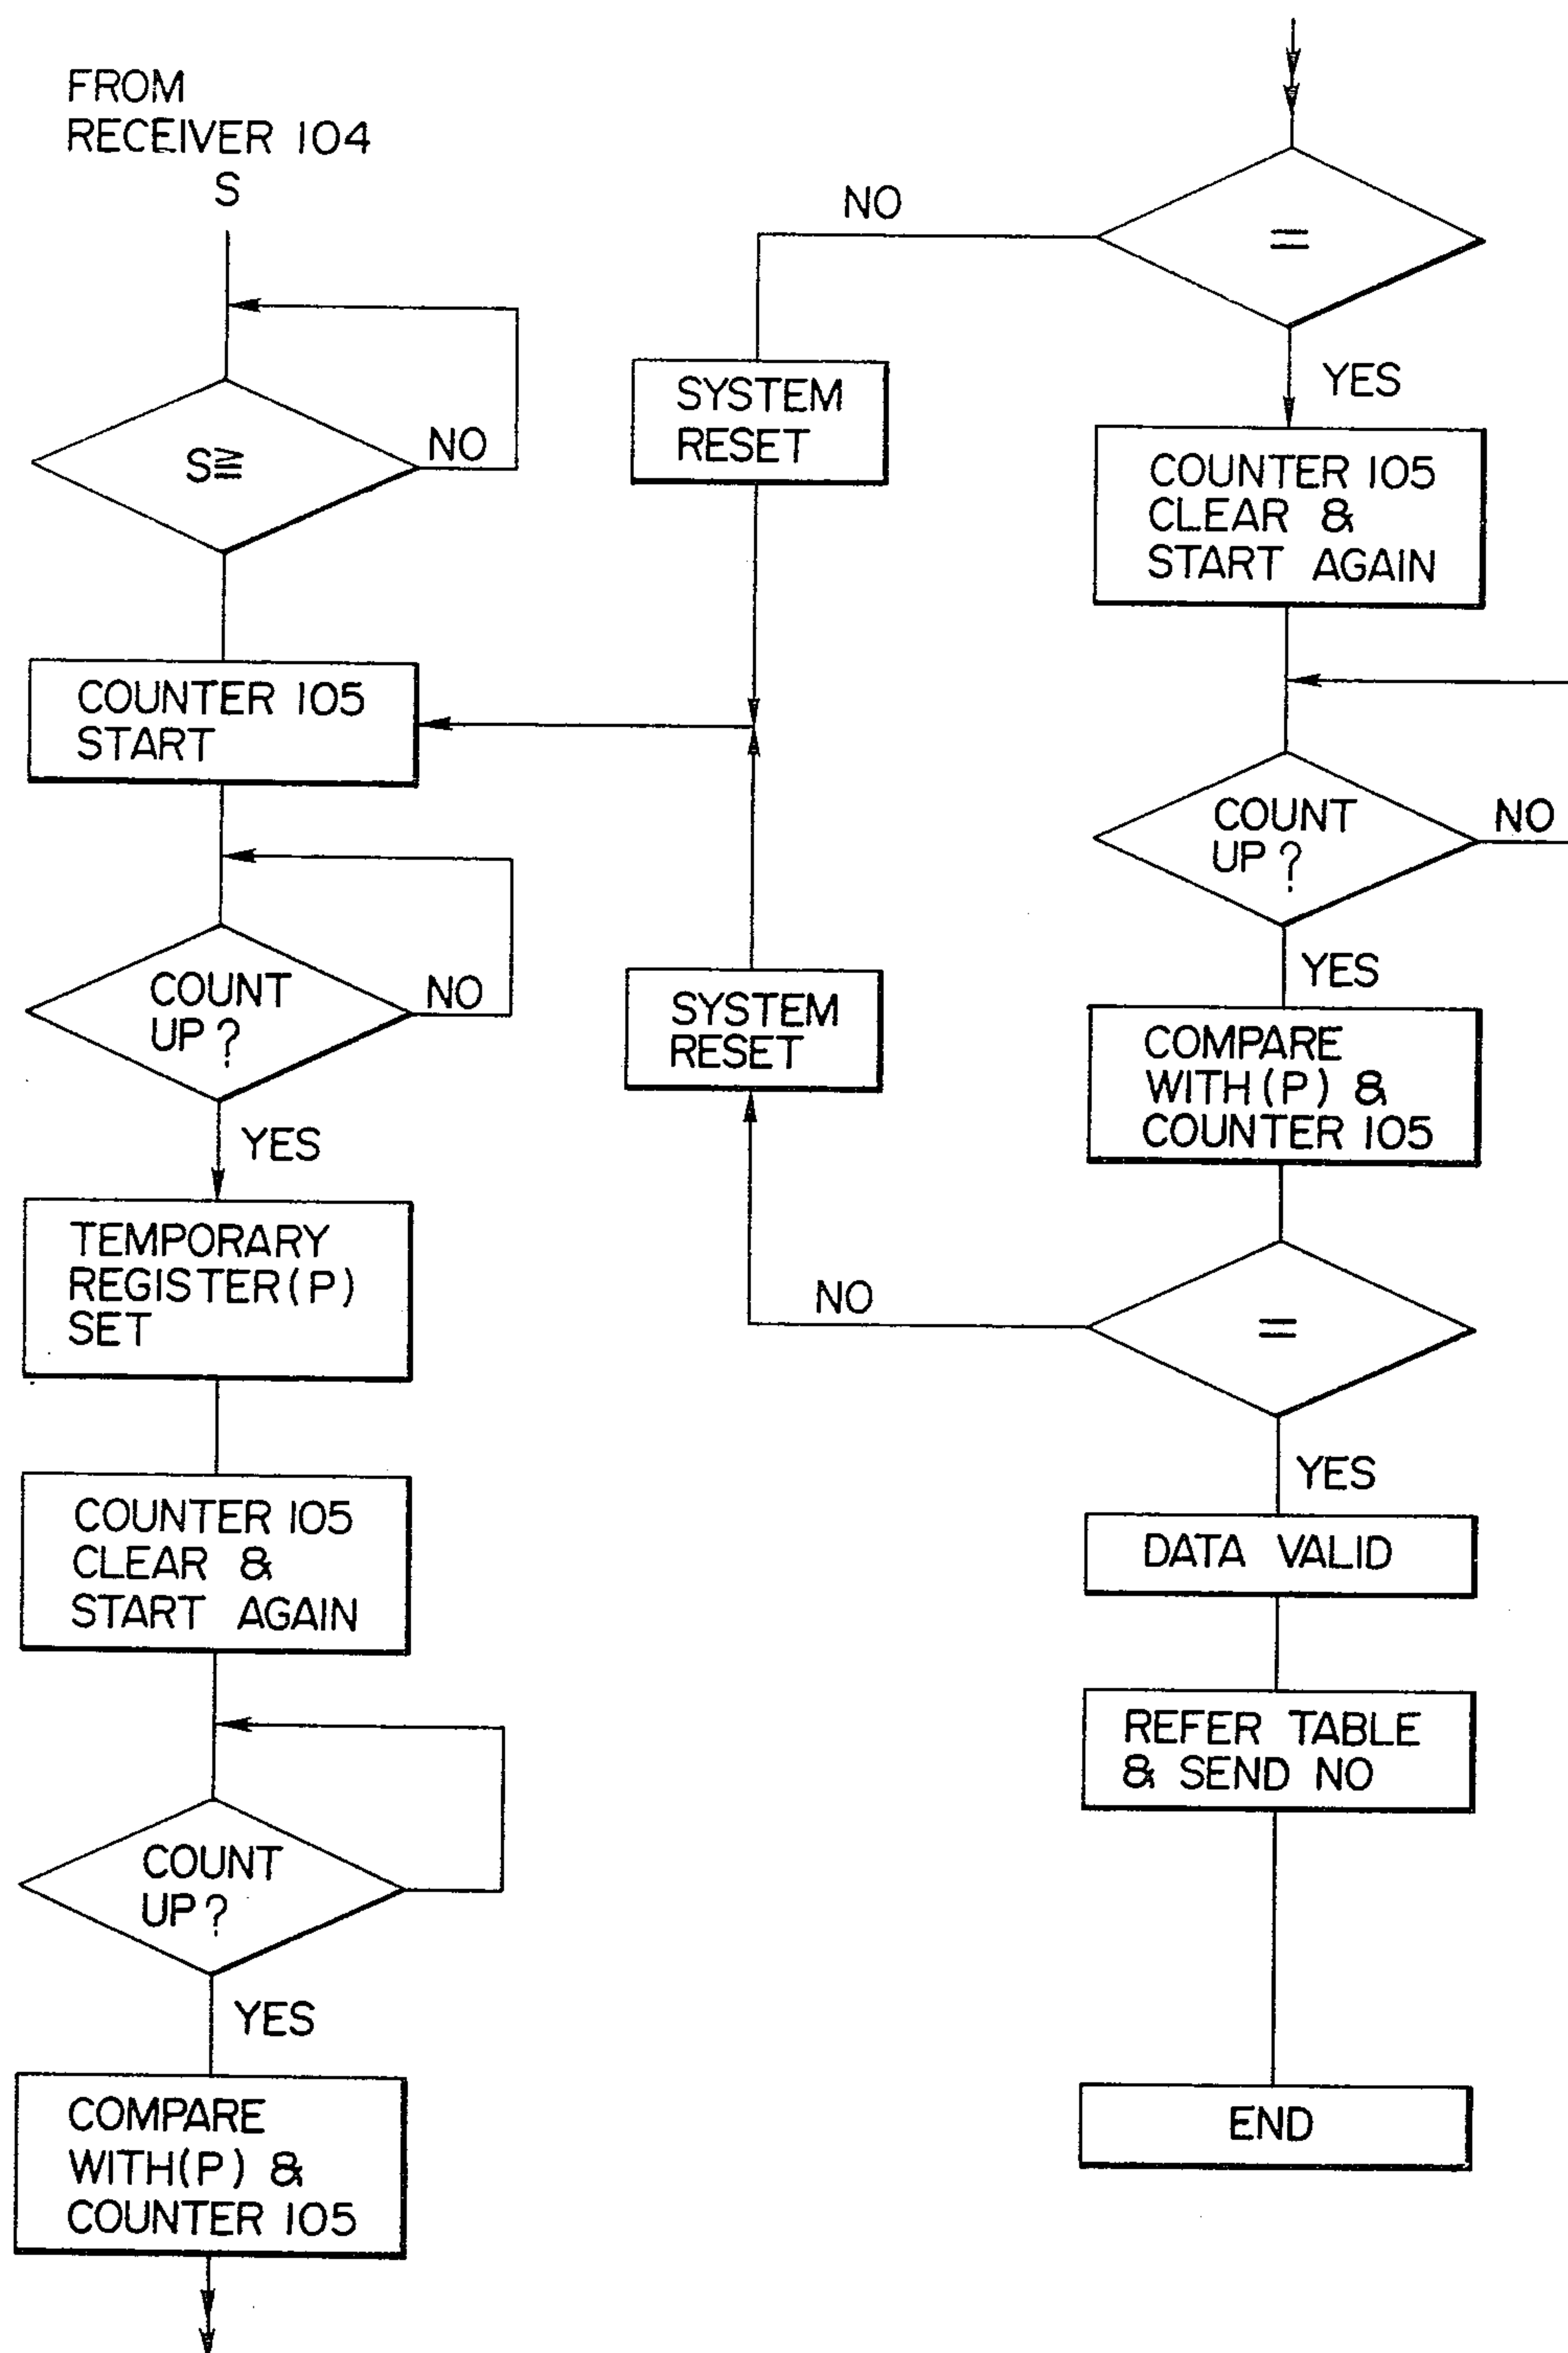 FROM
RECEIVER 104
S
S≧
NO
COUNTER 105
START
COUNT
UP?
NO
YES
TEMPORARY
REGISTER(P)
SET
COUNTER 105
CLEAR &
START AGAIN
COUNT
UP?
YES
COMPARE
WITH(P) &
COUNTER 105
NO
SYSTEM
RESET
SYSTEM
RESET
NO
=
YES
COUNTER 105
CLEAR &
START AGAIN
COUNT
UP?
NO
YES
COMPARE
WITH(P) &
COUNTER 105
=
YES
DATA VALID
REFER TABLE
& SEND NO
END